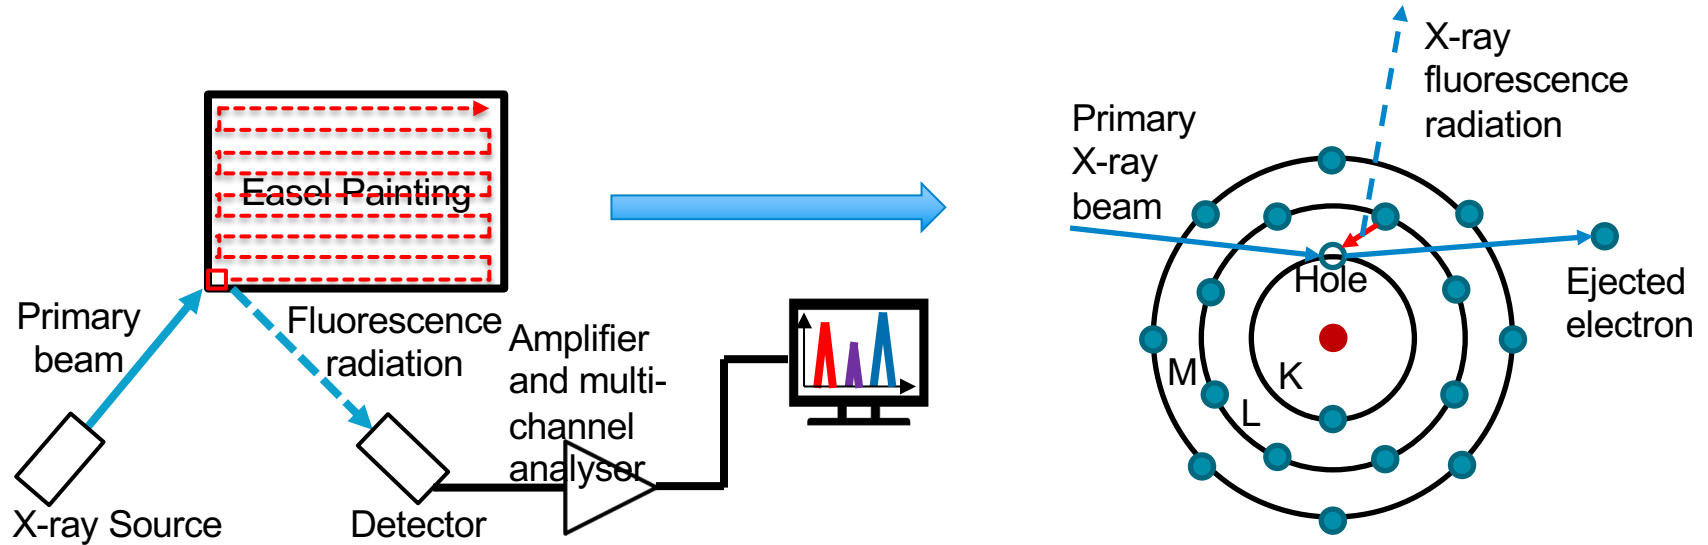 Easel Painting
Primary
beam
Fluorescence
radiation
Amplifier
and multi-
channel
analysor
X-ray Source
Detector
X-ray
fluorescence
radiation
Primary
X-ray
beam
Hole
Ejected
electron
M
K
L